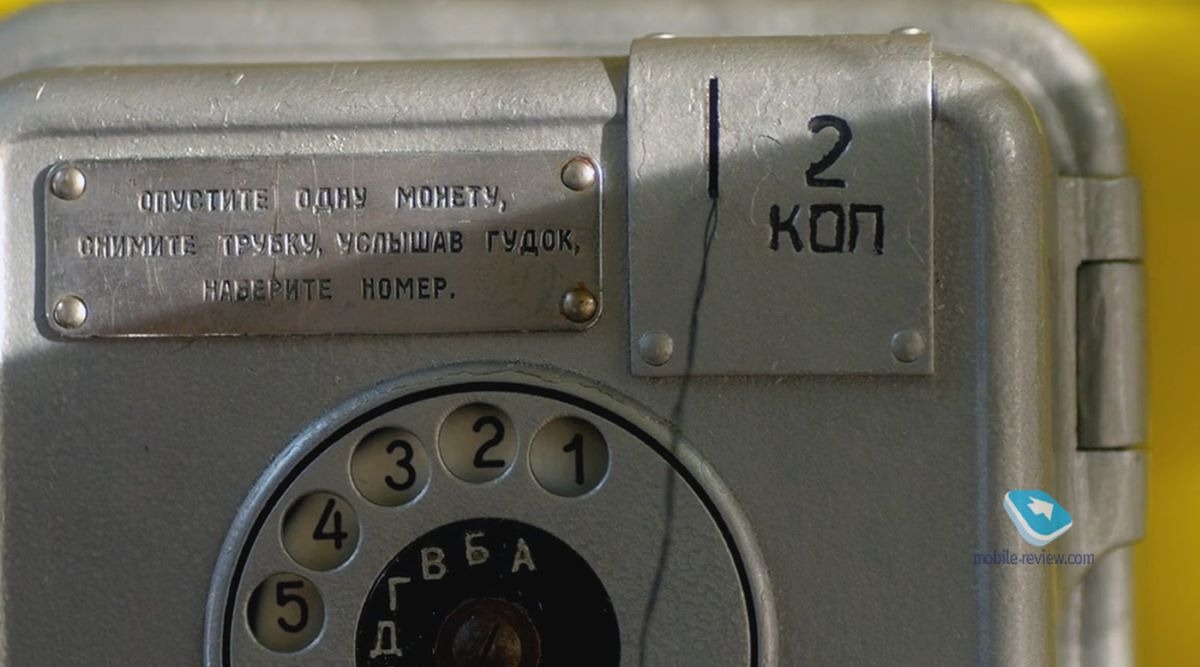 ОПУСТИТЕ ОДНУ МОНЕТУ,
СНИМИТЕ ТРУБКУ, УСЛЫШАВ ГУДОК,
НАБЕРИТЕ НОМЕР.
2
КОП
1
2
3
4
5
А
Б
В
Г
Д
mobile-review.com